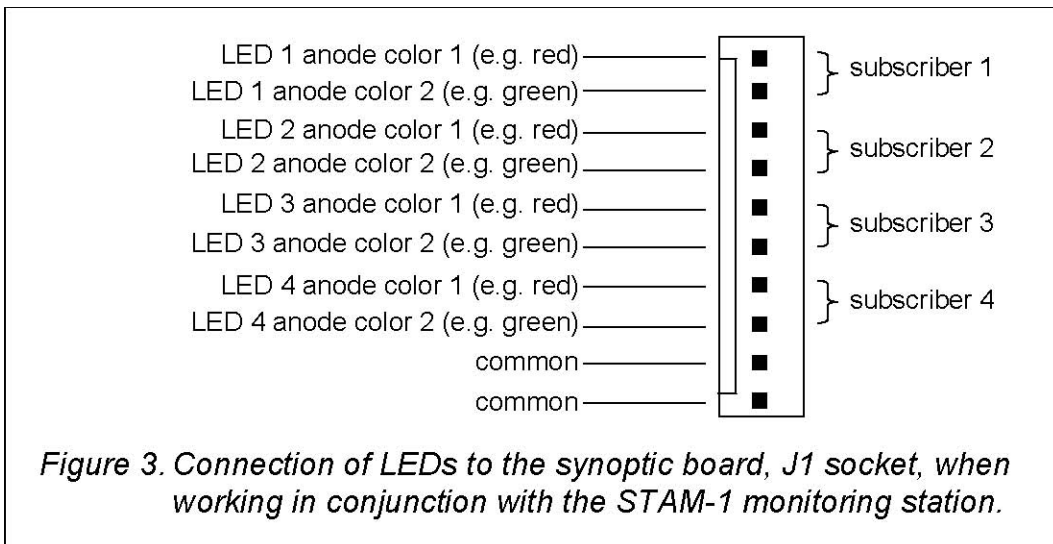 LED 1 anode color 1 (e.g. red)
LED 1 anode color 2 (e.g. green)
subscriber 1
LED 2 anode color 1 (e.g. red)
LED 2 anode color 2 (e.g. green)
subscriber 2
LED 3 anode color 1 (e.g. red)
LED 3 anode color 2 (e.g. green)
subscriber 3
LED 4 anode color 1 (e.g. red)
LED 4 anode color 2 (e.g. green)
subscriber 4
common
common
Figure 3. Connection of LEDs to the synoptic board, J1 socket, when
working in conjunction with the STAM-1 monitoring station.